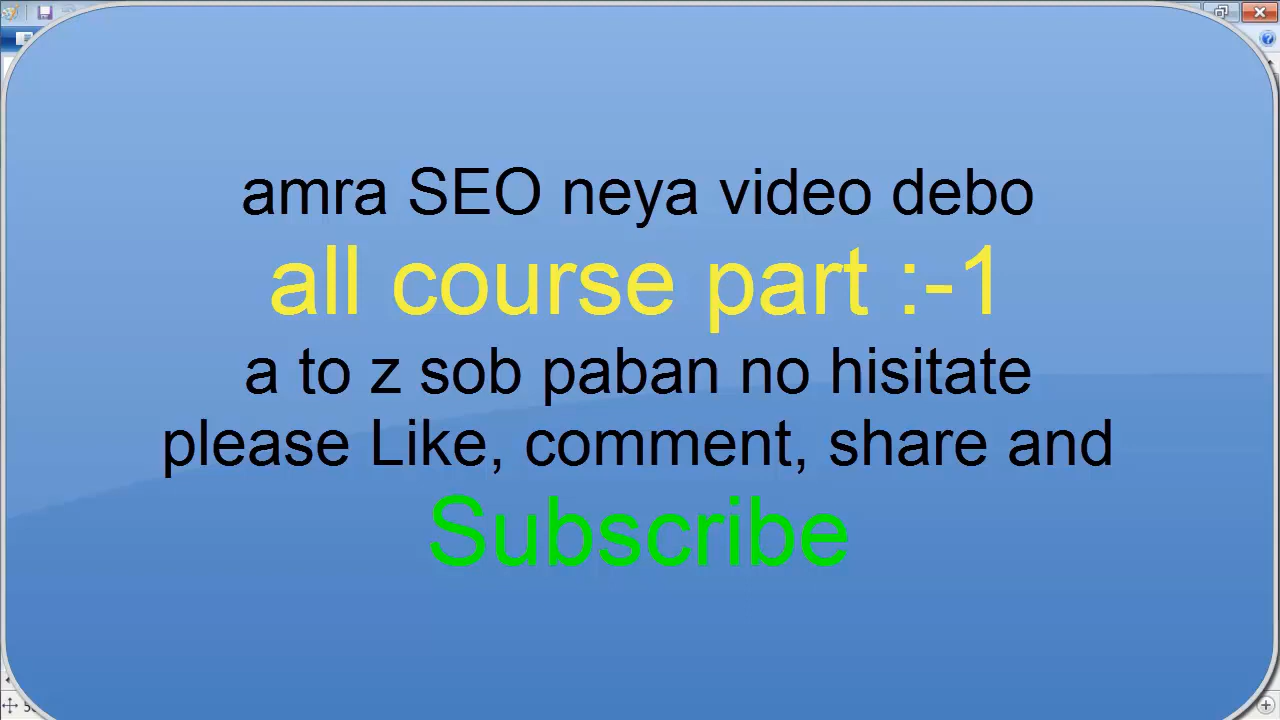 amra SEO neya video debo
all course part :-1
a to z sob paban no hisitate
please Like, comment, share and
Subscribe